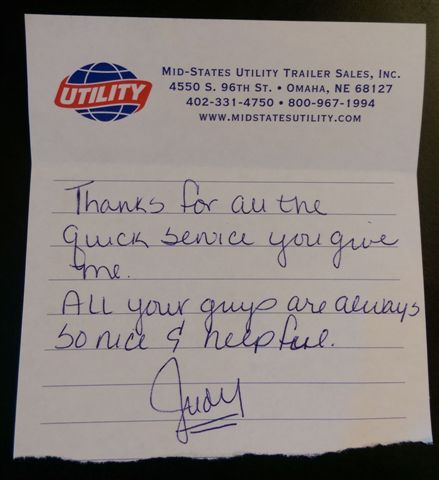 UTILITY
MID-STATES UTILITY TRAILER SALES, INC.
4550 S. 96TH ST. • OMAHA, NE 68127
402-331-4750 • 800-967-1994
WWW.MIDSTATESUTILITY.COM
Thanks for all the
quick service you give
me.
All your guys are always
so nice & helpful.
Judy